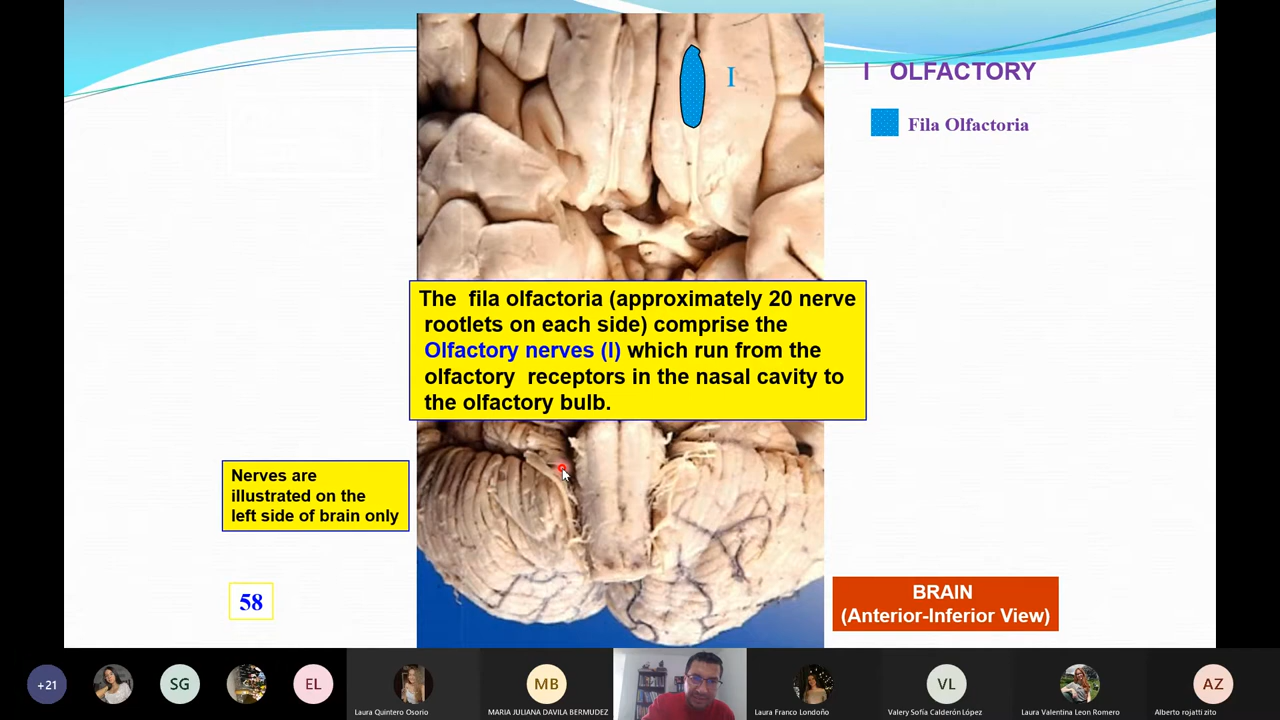 I
I OLFACTORY
Fila Olfactoria
The fila olfactoria (approximately 20 nerve
rootlets on each side) comprise the
Olfactory nerves (I) which run from the
olfactory receptors in the nasal cavity to
the olfactory bulb.
Nerves are
illustrated on the
left side of brain only
58
BRAIN
(Anterior-Inferior View)
+21
SG
EL
Laura Quintero Osorio
MB
MARIA JULIANA DAVILA BERMUDEZ
Laura Franco Londoño
VL
Valery Sofía Calderón López
Laura Valentina Leon Romero
AZ
Alberto rojatti zito